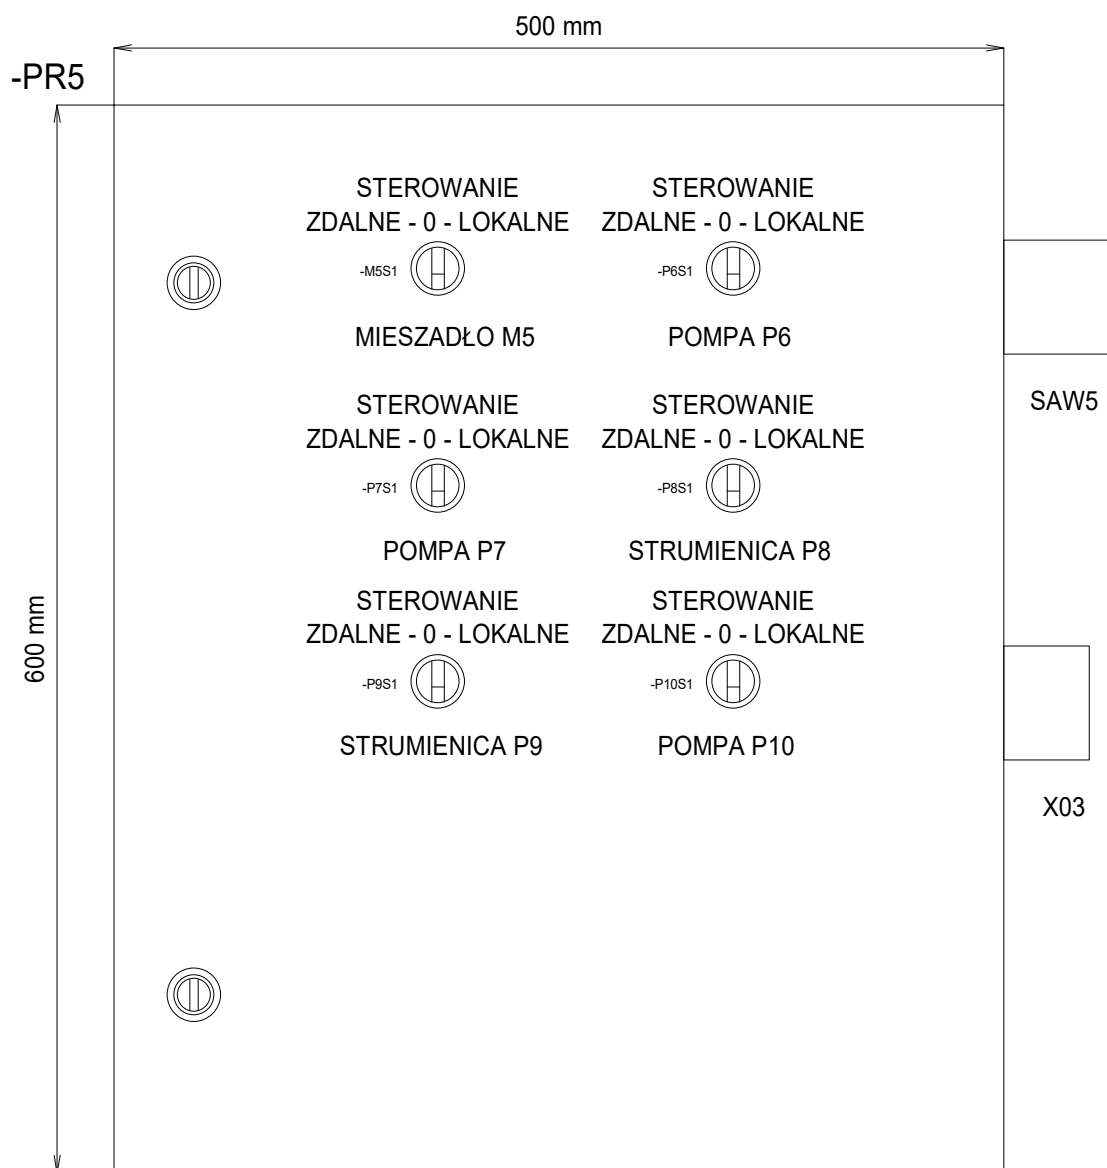 500 mm
-PR5
STEROWANIE
ZDALNE - 0 - LOKALNE
-M5S1
MIESZADŁO M5
STEROWANIE
ZDALNE - 0 - LOKALNE
-P6S1
POMPA P6
SAW5
STEROWANIE
ZDALNE - 0 - LOKALNE
-P7S1
POMPA P7
STEROWANIE
ZDALNE - 0 - LOKALNE
-P8S1
STRUMIENICA P8
600 mm
STEROWANIE
ZDALNE - 0 - LOKALNE
-P9S1
STRUMIENICA P9
STEROWANIE
ZDALNE - 0 - LOKALNE
-P10S1
POMPA P10
X03